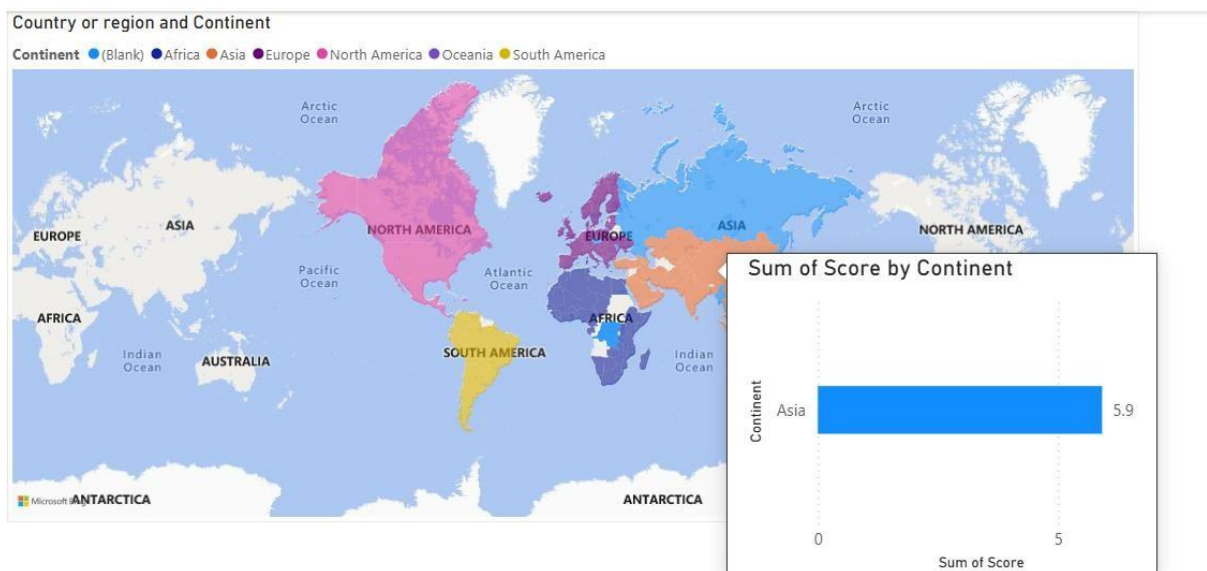 Country or region and Continent
Continent (Blank) Africa Asia Europe North America Oceania South America
Arctic
Ocean
Arctic
Ocean
ASIA
NORTH AMERICA
EUROPE
ASIA
NORTH AMERICA
EUROPE
Pacific
Ocean
Atlantic
Ocean
AFRICA
AFRICA
Indian
Ocean
AUSTRALIA
SOUTH AMERICA
Indian
Ocean
Microsoft
ANTARCTICA
ANTARCTICA
Sum of Score by Continent
Continent
Asia
5.9
0
5
Sum of Score